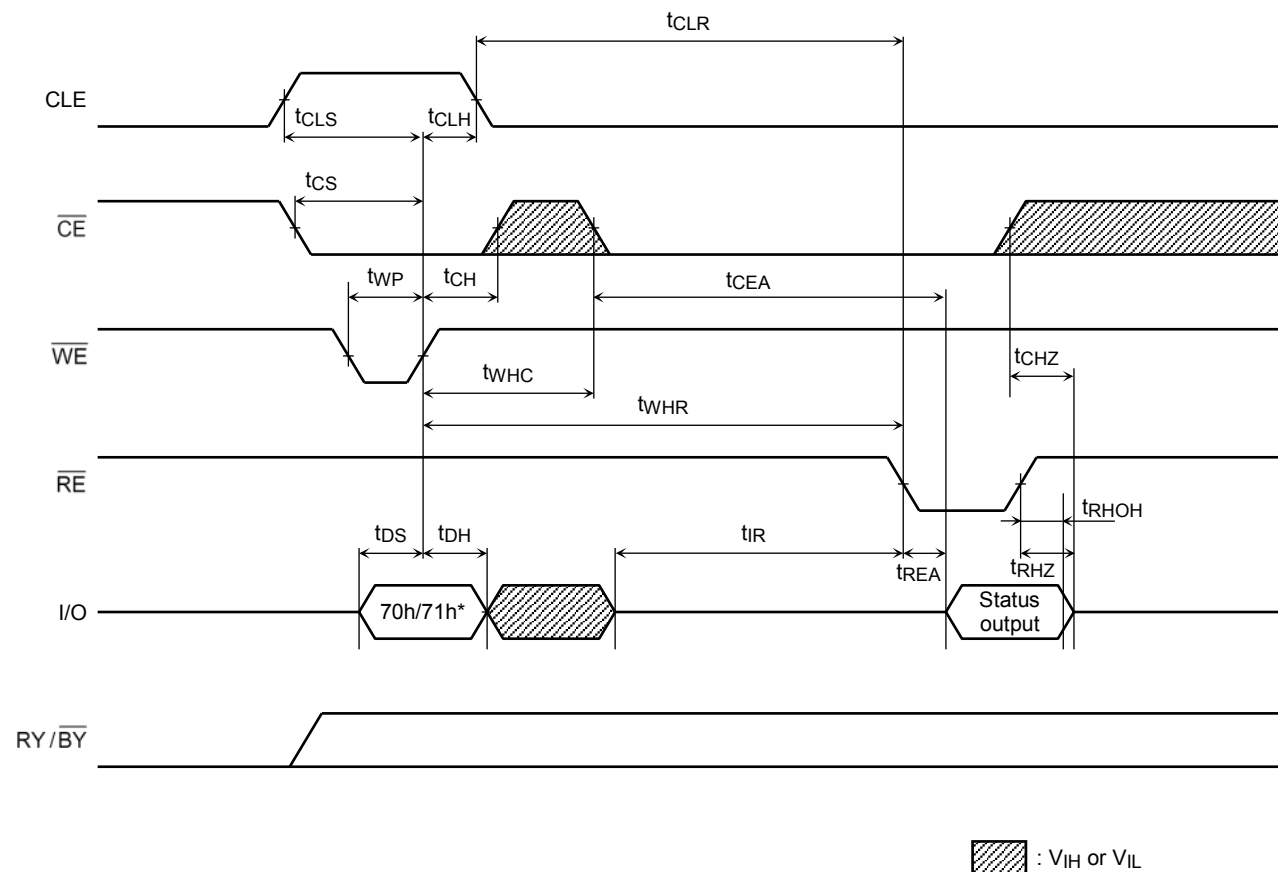 tCLR
CLE
tCLS
tCLH
tCS
CE
tWP
tCH
tCEA
WE
tCHZ
tWHC
tWHR
RE
tRHOH
tDS
tDH
tIR
tREA
tRHZ
I/O
70h/71h*
Status
output
RY/BY
: VIH or VIL